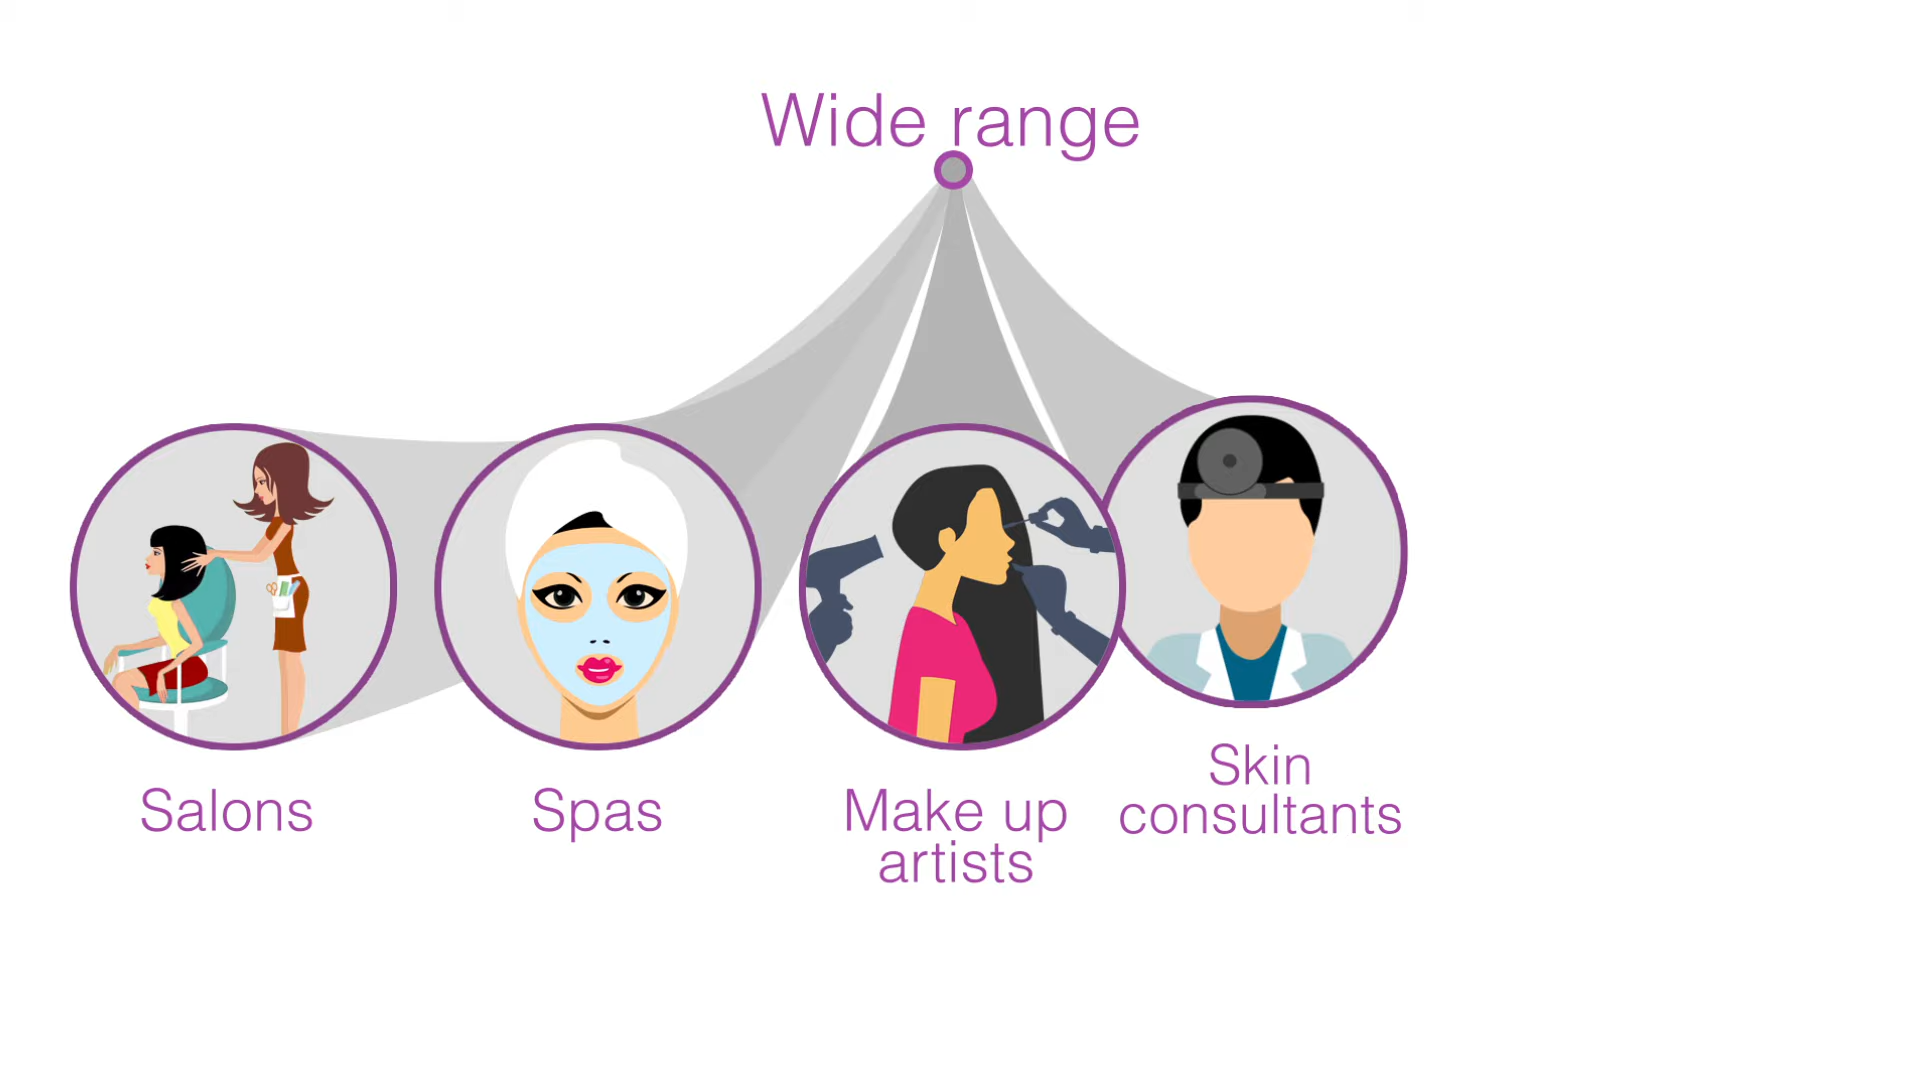 Wide range
Salons
Spas
Make up
artists
Skin
consultants